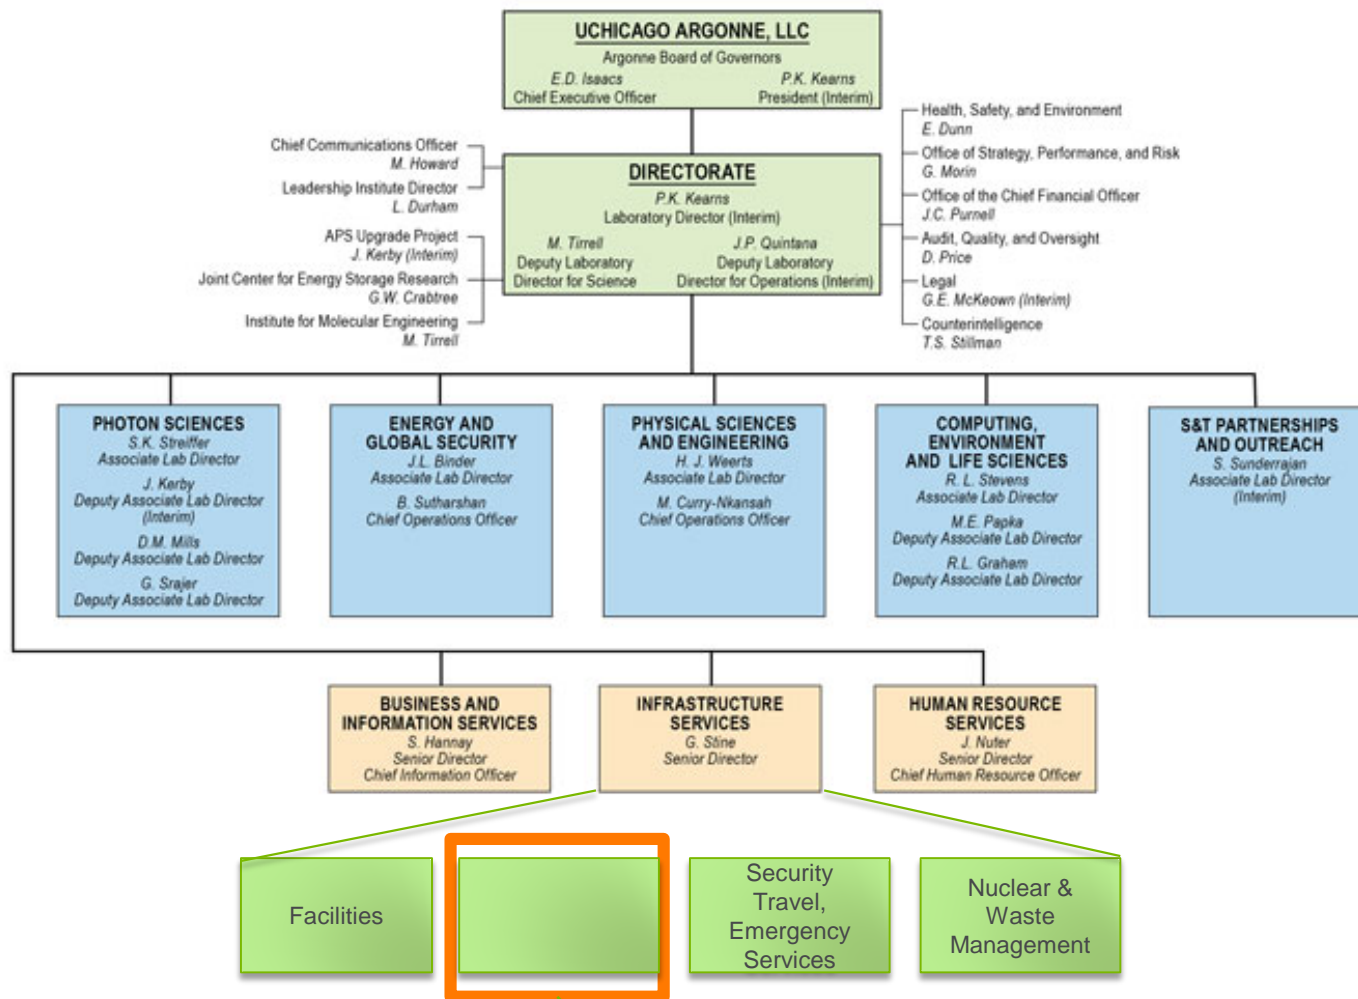 UCHICAGO ARGONNE, LLC
Argonne Board of Governors
E.D. Isaacs
Chief Executive Officer
P.K. Kearns
President (Interim)
Chief Communications Officer
M. Howard
Leadership Institute Director
L. Durham
APS Upgrade Project
J. Kerby (Interim)
Joint Center for Energy Storage Research
G.W. Crabtree
Institute for Molecular Engineering
M. Tirrell
DIRECTORATE
P.K. Kearns
Laboratory Director (Interim)
M. Tirrell
Deputy Laboratory
Director for Science
J.P. Quintana
Deputy Laboratory
Director for Operations (Interim)
Health, Safety, and Environment
E. Dunn
Office of Strategy, Performance, and Risk
G. Morin
Office of the Chief Financial Officer
J.C. Purnell
Audit, Quality, and Oversight
D. Price
Legal
G.E. McKeown (Interim)
Counterintelligence
T.S. Stillman
PHOTON SCIENCES
S.K. Streiffer
Associate Lab Director
J. Kerby
Deputy Associate Lab Director
(Interim)
D.M. Mills
Deputy Associate Lab Director
G. Srajer
Deputy Associate Lab Director
ENERGY AND
GLOBAL SECURITY
J.L. Binder
Associate Lab Director
B. Sutharshan
Chief Operations Officer
PHYSICAL SCIENCES
AND ENGINEERING
H. J. Weerts
Associate Lab Director
M. Curry-Nkansah
Chief Operations Officer
COMPUTING,
ENVIRONMENT
AND LIFE SCIENCES
R. L. Stevens
Associate Lab Director
M.E. Papka
Deputy Associate Lab Director
R.L. Graham
Deputy Associate Lab Director
S&T PARTNERSHIPS
AND OUTREACH
S. Sunderrajan
Associate Lab Director
(Interim)
BUSINESS AND
INFORMATION SERVICES
S. Hannay
Senior Director
Chief Information Officer
INFRASTRUCTURE
SERVICES
G. Stine
Senior Director
HUMAN RESOURCE
SERVICES
J. Nuter
Senior Director
Chief Human Resource Officer
Facilities
Security
Travel,
Emergency
Services
Nuclear &
Waste
Management